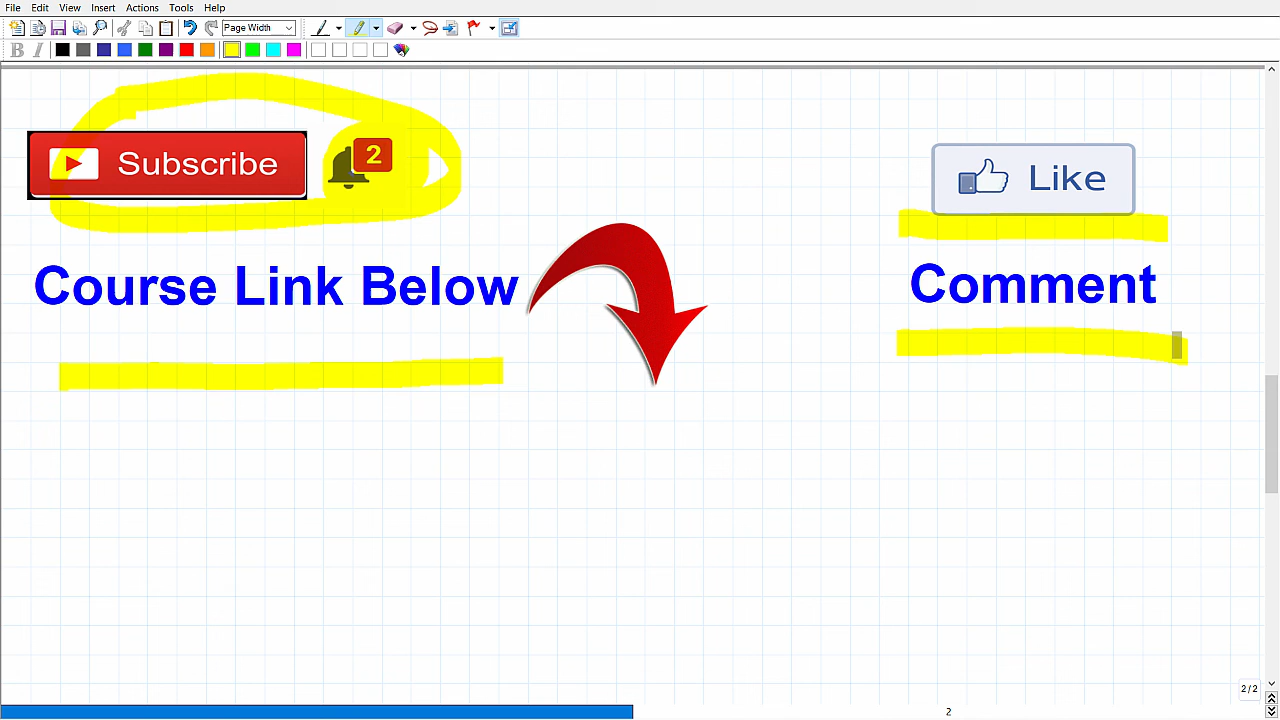 File Edit View Insert Actions Tools Help
Page Width
B I
Subscribe
2
Like
Course Link Below
Comment
2/2
2